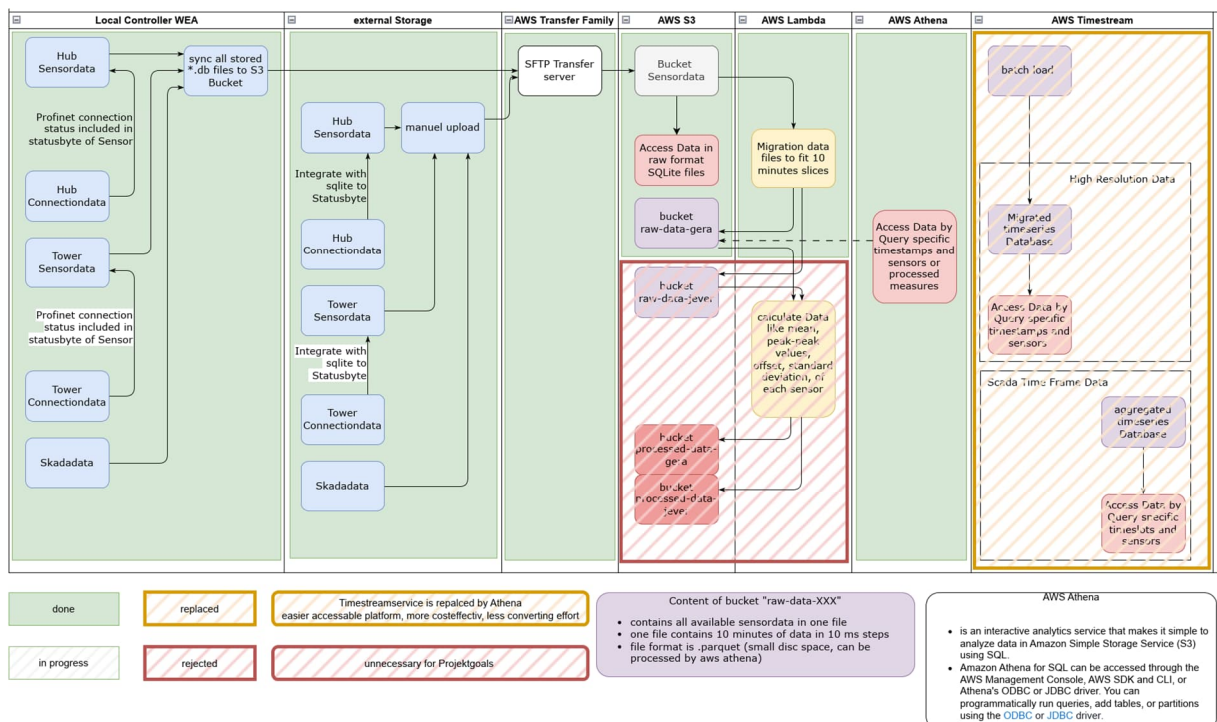 Local Controller WEA
external Storage
AWS Transfer Family
AWS S3
AWS Lambda
AWS Athena
AWS Timestream
Hub
Sensordata
sync all stored
*.db files to S3
Bucket
Profinet connection
status included in
statusbyte of Sensor
Hub
Connectiondata
Tower
Sensordata
Profinet connection
status included in
statusbyte of Sensor
Tower
Connectiondata
Skadadata
Hub
Sensordata
manuel upload
Integrate with
sqlite to
Statusbyte
Hub
Connectiondata
Tower
Sensordata
Integrate with
sqlite to
Statusbyte
Tower
Connectiondata
Skadadata
SFTP Transfer
server
Bucket
Sensordata
Access Data in
raw format
SQLite files
bucket
raw-data-gera
bucket
raw-data-jever
bucket
processed-data-
gera
bucket
processed-data-
jever
Migration data
files to fit 10
minutes slices
calculate Data
like mean,
peak-peak
values,
offset, standard
deviation, of
each sensor
Access Data by
Query specific
timestamps and
sensors or
processed
measures
batch load
High Resolution Data
Migrated
timeseries
Database
Access Data by
Query specific
timestamps and
sensors
Scada Time Frame Data
aggregated
timeseries
Database
Access Data by
Query specific
timeslots and
sensors
done
replaced
Timestreamservice is repalced by Athena
easier accessable platform, more costeffectiv, less converting effort
in progress
rejected
unnecessary for Projektgoals
Content of bucket "raw-data-XXX"
• contains all available sensordata in one file
• one file contains 10 minutes of data in 10 ms steps
• file format is .parquet (small disc space, can be
processed by aws athena)
AWS Athena
• is an interactive analytics service that makes it simple to
analyze data in Amazon Simple Storage Service (S3)
using SQL.
• Amazon Athena for SQL can be accessed through the
AWS Management Console, AWS SDK and CLI, or
Athena's ODBC or JDBC driver. You can
programmatically run queries, add tables, or partitions
using the ODBC or JDBC driver.